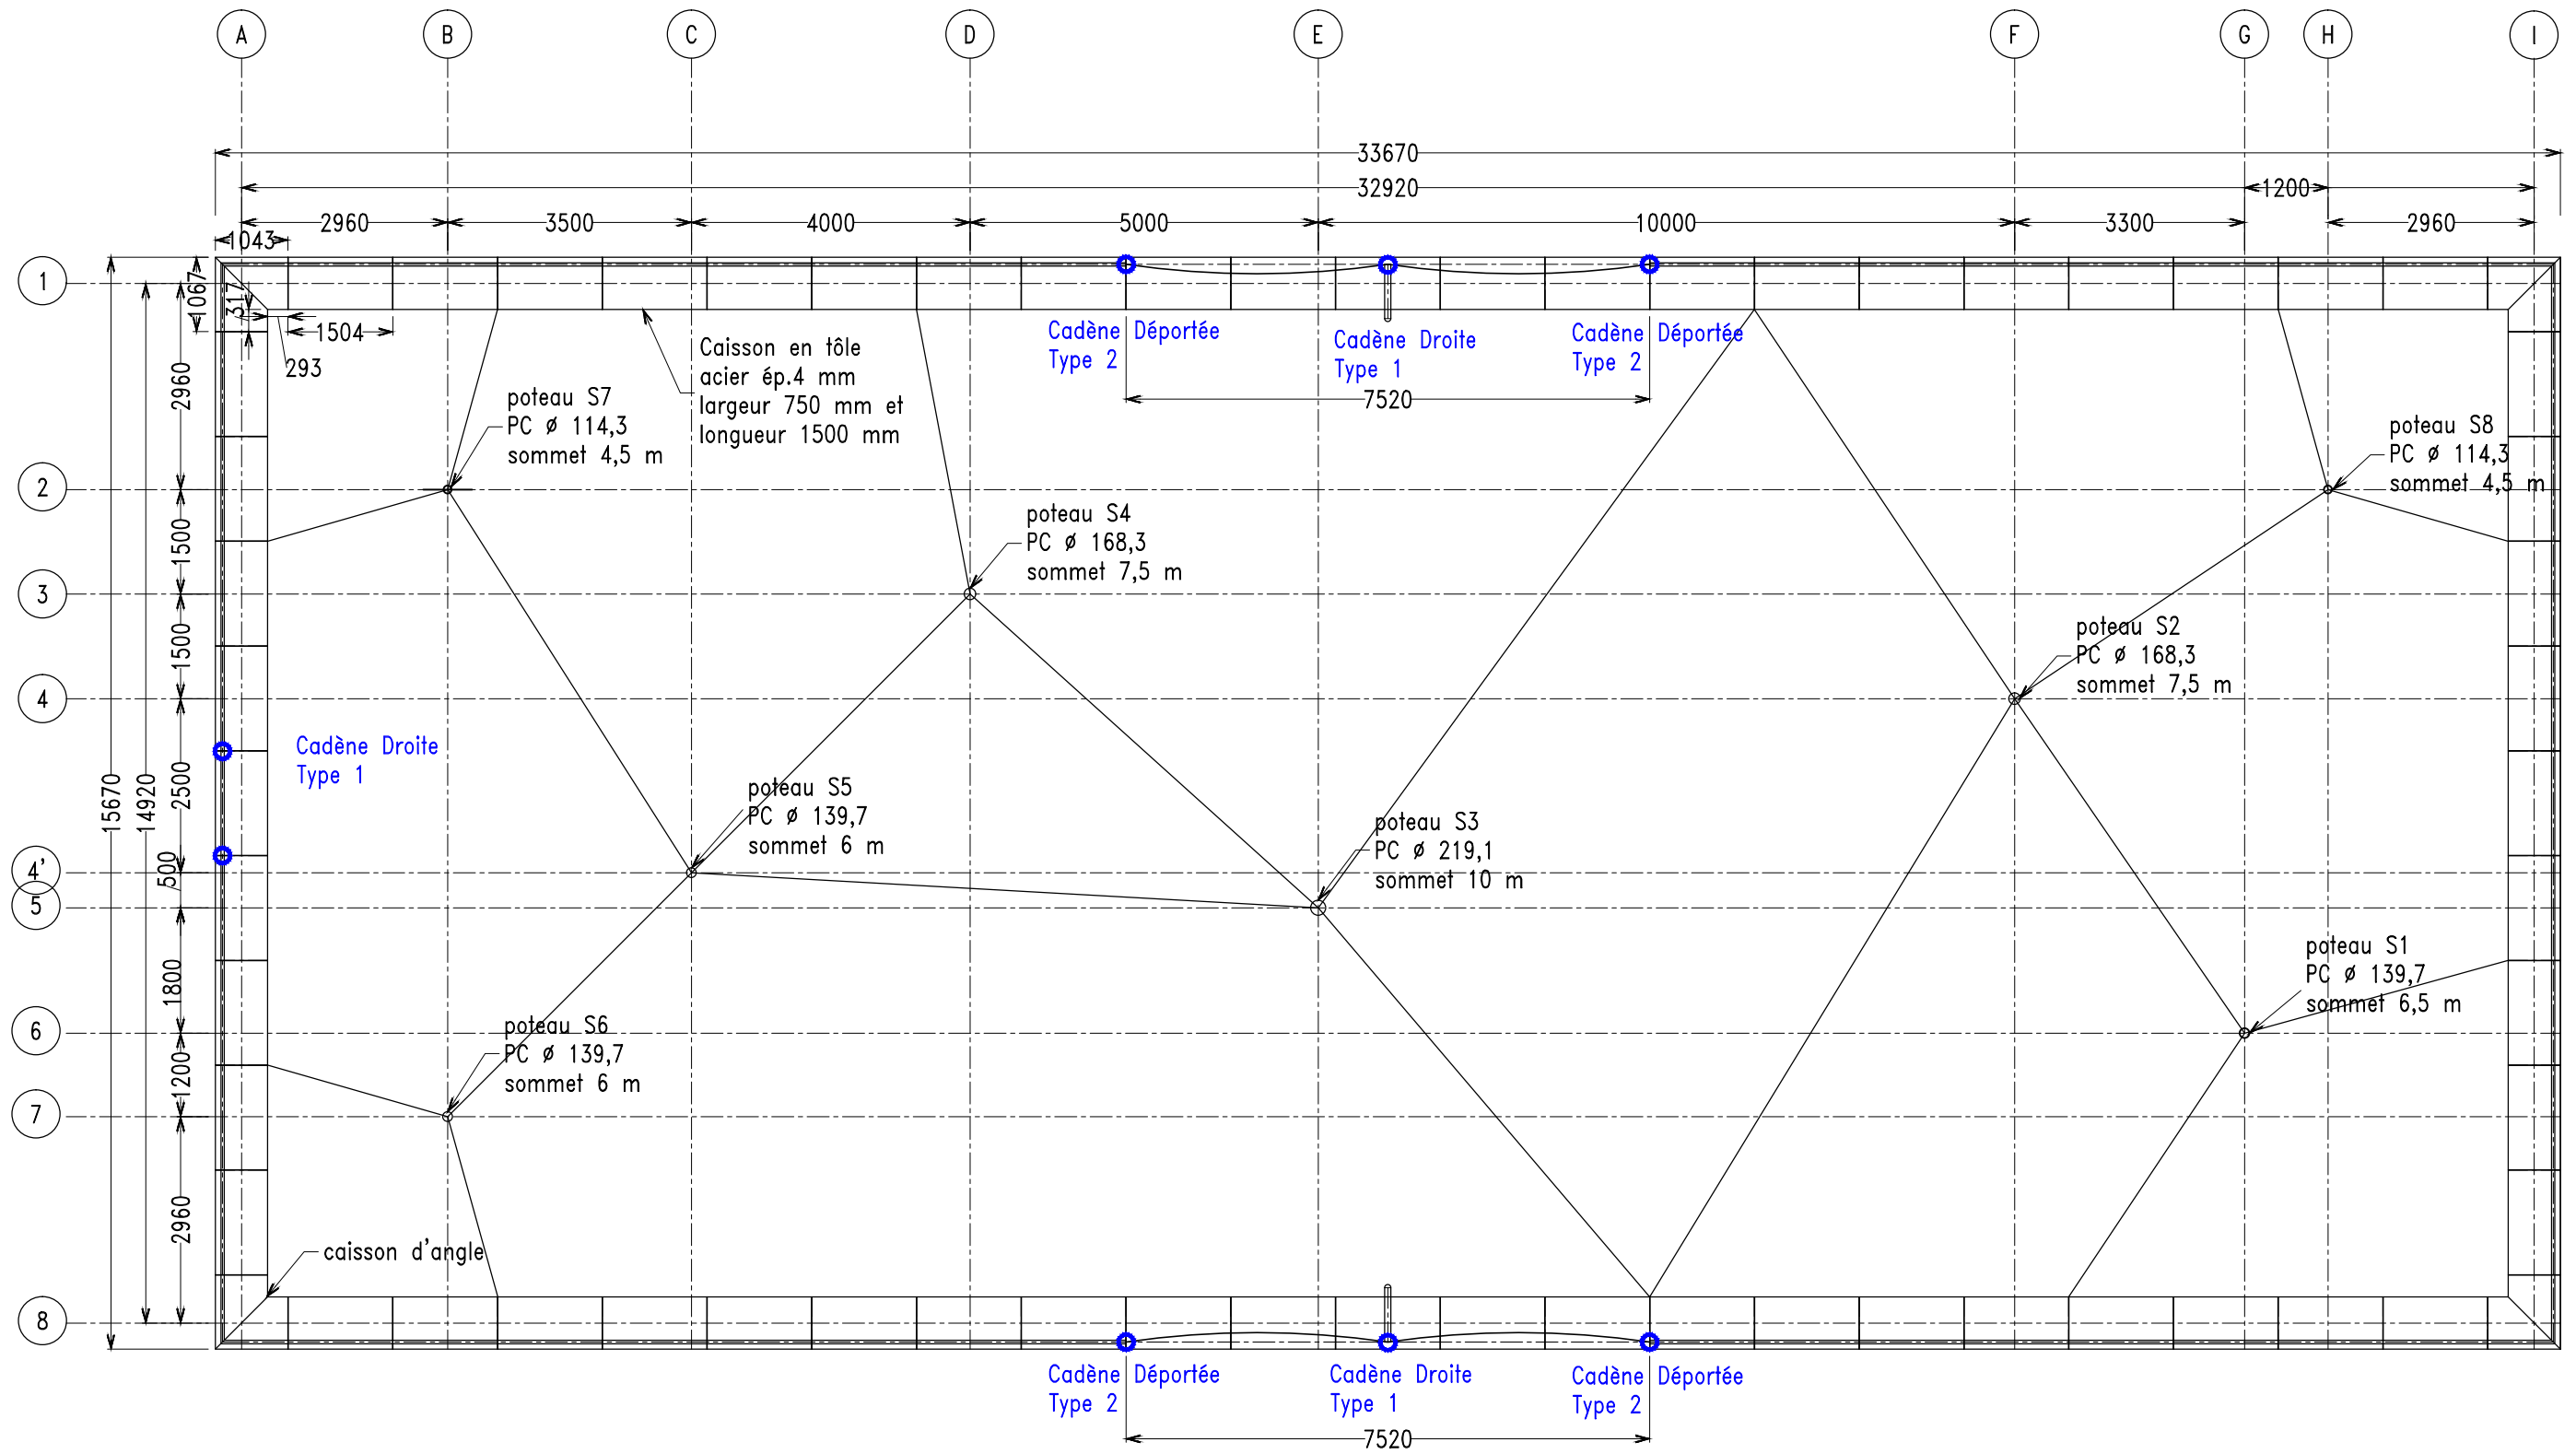 A
B
C
D
E
F
G
H
I
33670
32920
1200
2960
3500
4000
5000
10000
3300
2960
1043
1
1067
317
1504
293
2960
Caisson en tôle
acier ép.4 mm
largeur 750 mm et
longueur 1500 mm
Cadène Déportée
Type 2
Cadène Droite
Type 1
Cadène Déportée
Type 2
7520
poteau S7
PC ø 114,3
sommet 4,5 m
poteau S8
PC ø 114,3
sommet 4,5 m
2
1500
poteau S4
PC ø 168,3
sommet 7,5 m
3
1500
poteau S2
PC ø 168,3
sommet 7,5 m
4
Cadène Droite
Type 1
15670
14920
2500
poteau S5
PC ø 139,7
sommet 6 m
poteau S3
PC ø 219,1
sommet 10 m
4'
500
5
1800
poteau S1
PC ø 139,7
sommet 6,5 m
6
poteau S6
PC ø 139,7
sommet 6 m
1200
7
2960
caisson d'angle
8
Cadène Déportée
Type 2
Cadène Droite
Type 1
Cadène Déportée
Type 2
7520